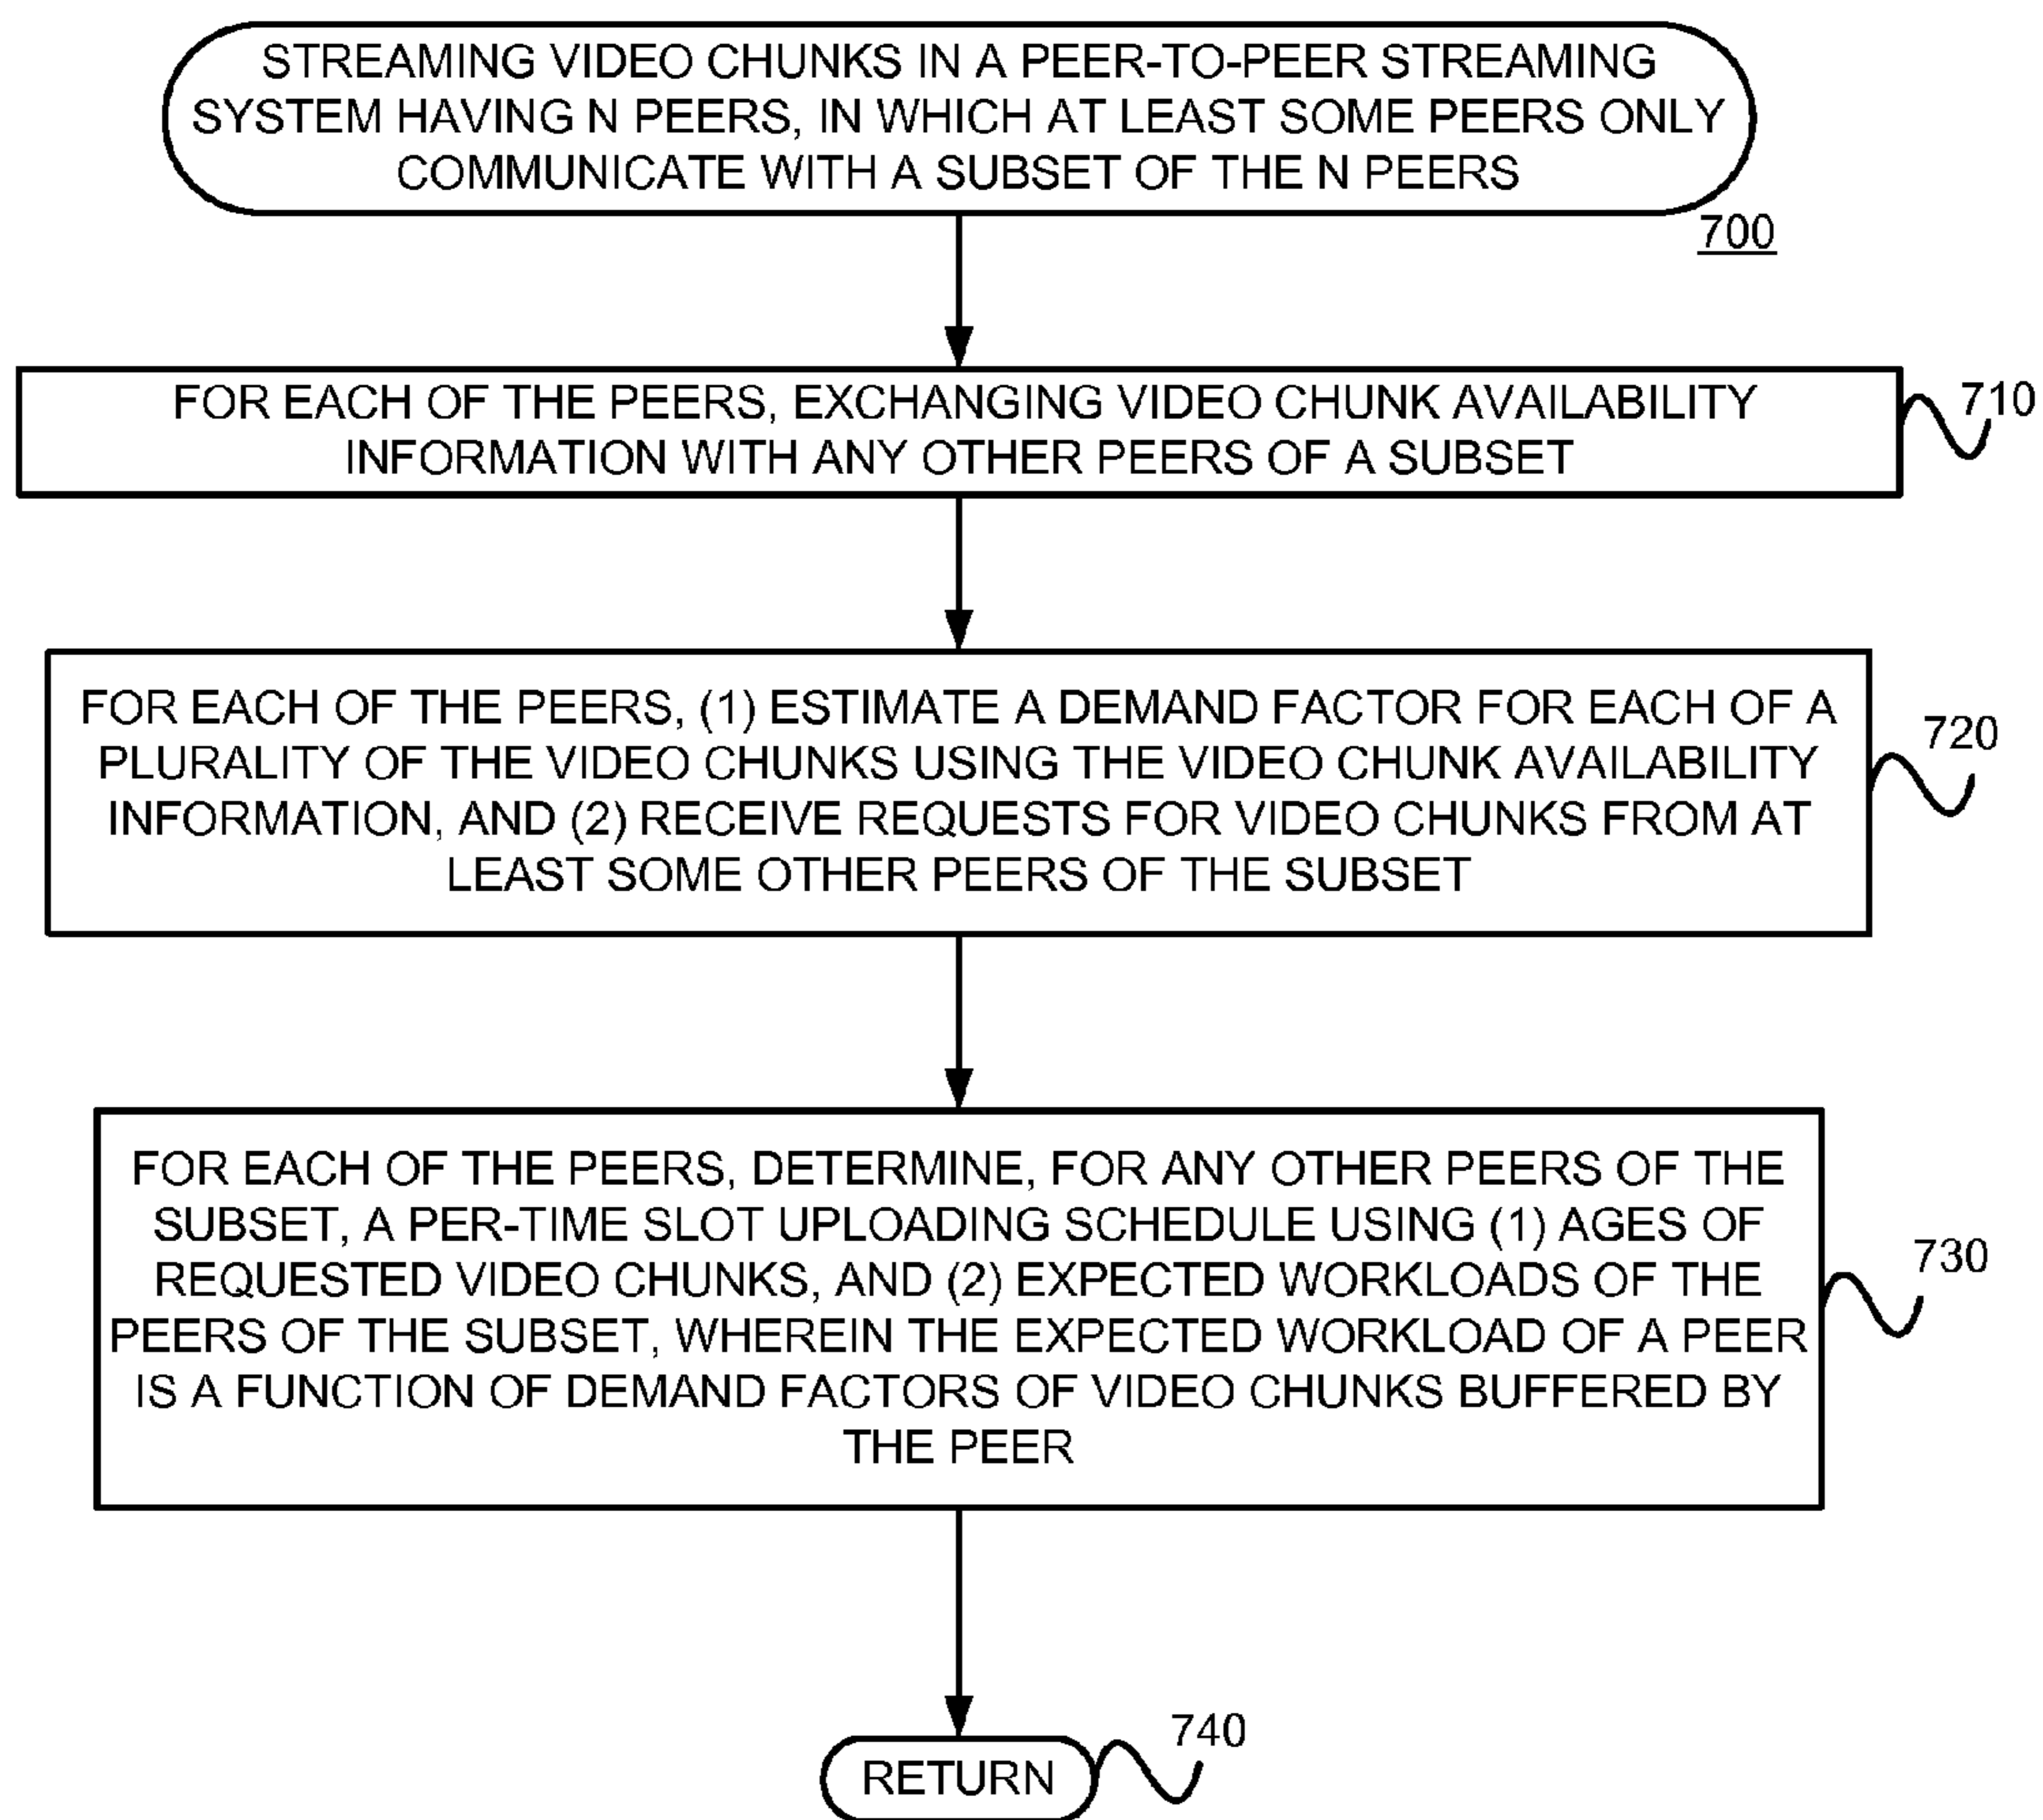 STREAMING VIDEO CHUNKS IN A PEER-TO-PEER STREAMING
SYSTEM HAVING N PEERS, IN WHICH AT LEAST SOME PEERS ONLY
COMMUNICATE WITH A SUBSET OF THE N PEERS
700
FOR EACH OF THE PEERS, EXCHANGING VIDEO CHUNK AVAILABILITY
INFORMATION WITH ANY OTHER PEERS OF A SUBSET
710
FOR EACH OF THE PEERS, (1) ESTIMATE A DEMAND FACTOR FOR EACH OF A
PLURALITY OF THE VIDEO CHUNKS USING THE VIDEO CHUNK AVAILABILITY
INFORMATION, AND (2) RECEIVE REQUESTS FOR VIDEO CHUNKS FROM AT
LEAST SOME OTHER PEERS OF THE SUBSET
720
FOR EACH OF THE PEERS, DETERMINE, FOR ANY OTHER PEERS OF THE
SUBSET, A PER-TIME SLOT UPLOADING SCHEDULE USING (1) AGES OF
REQUESTED VIDEO CHUNKS, AND (2) EXPECTED WORKLOADS OF THE
PEERS OF THE SUBSET, WHEREIN THE EXPECTED WORKLOAD OF A PEER
IS A FUNCTION OF DEMAND FACTORS OF VIDEO CHUNKS BUFFERED BY
THE PEER
730
RETURN
740